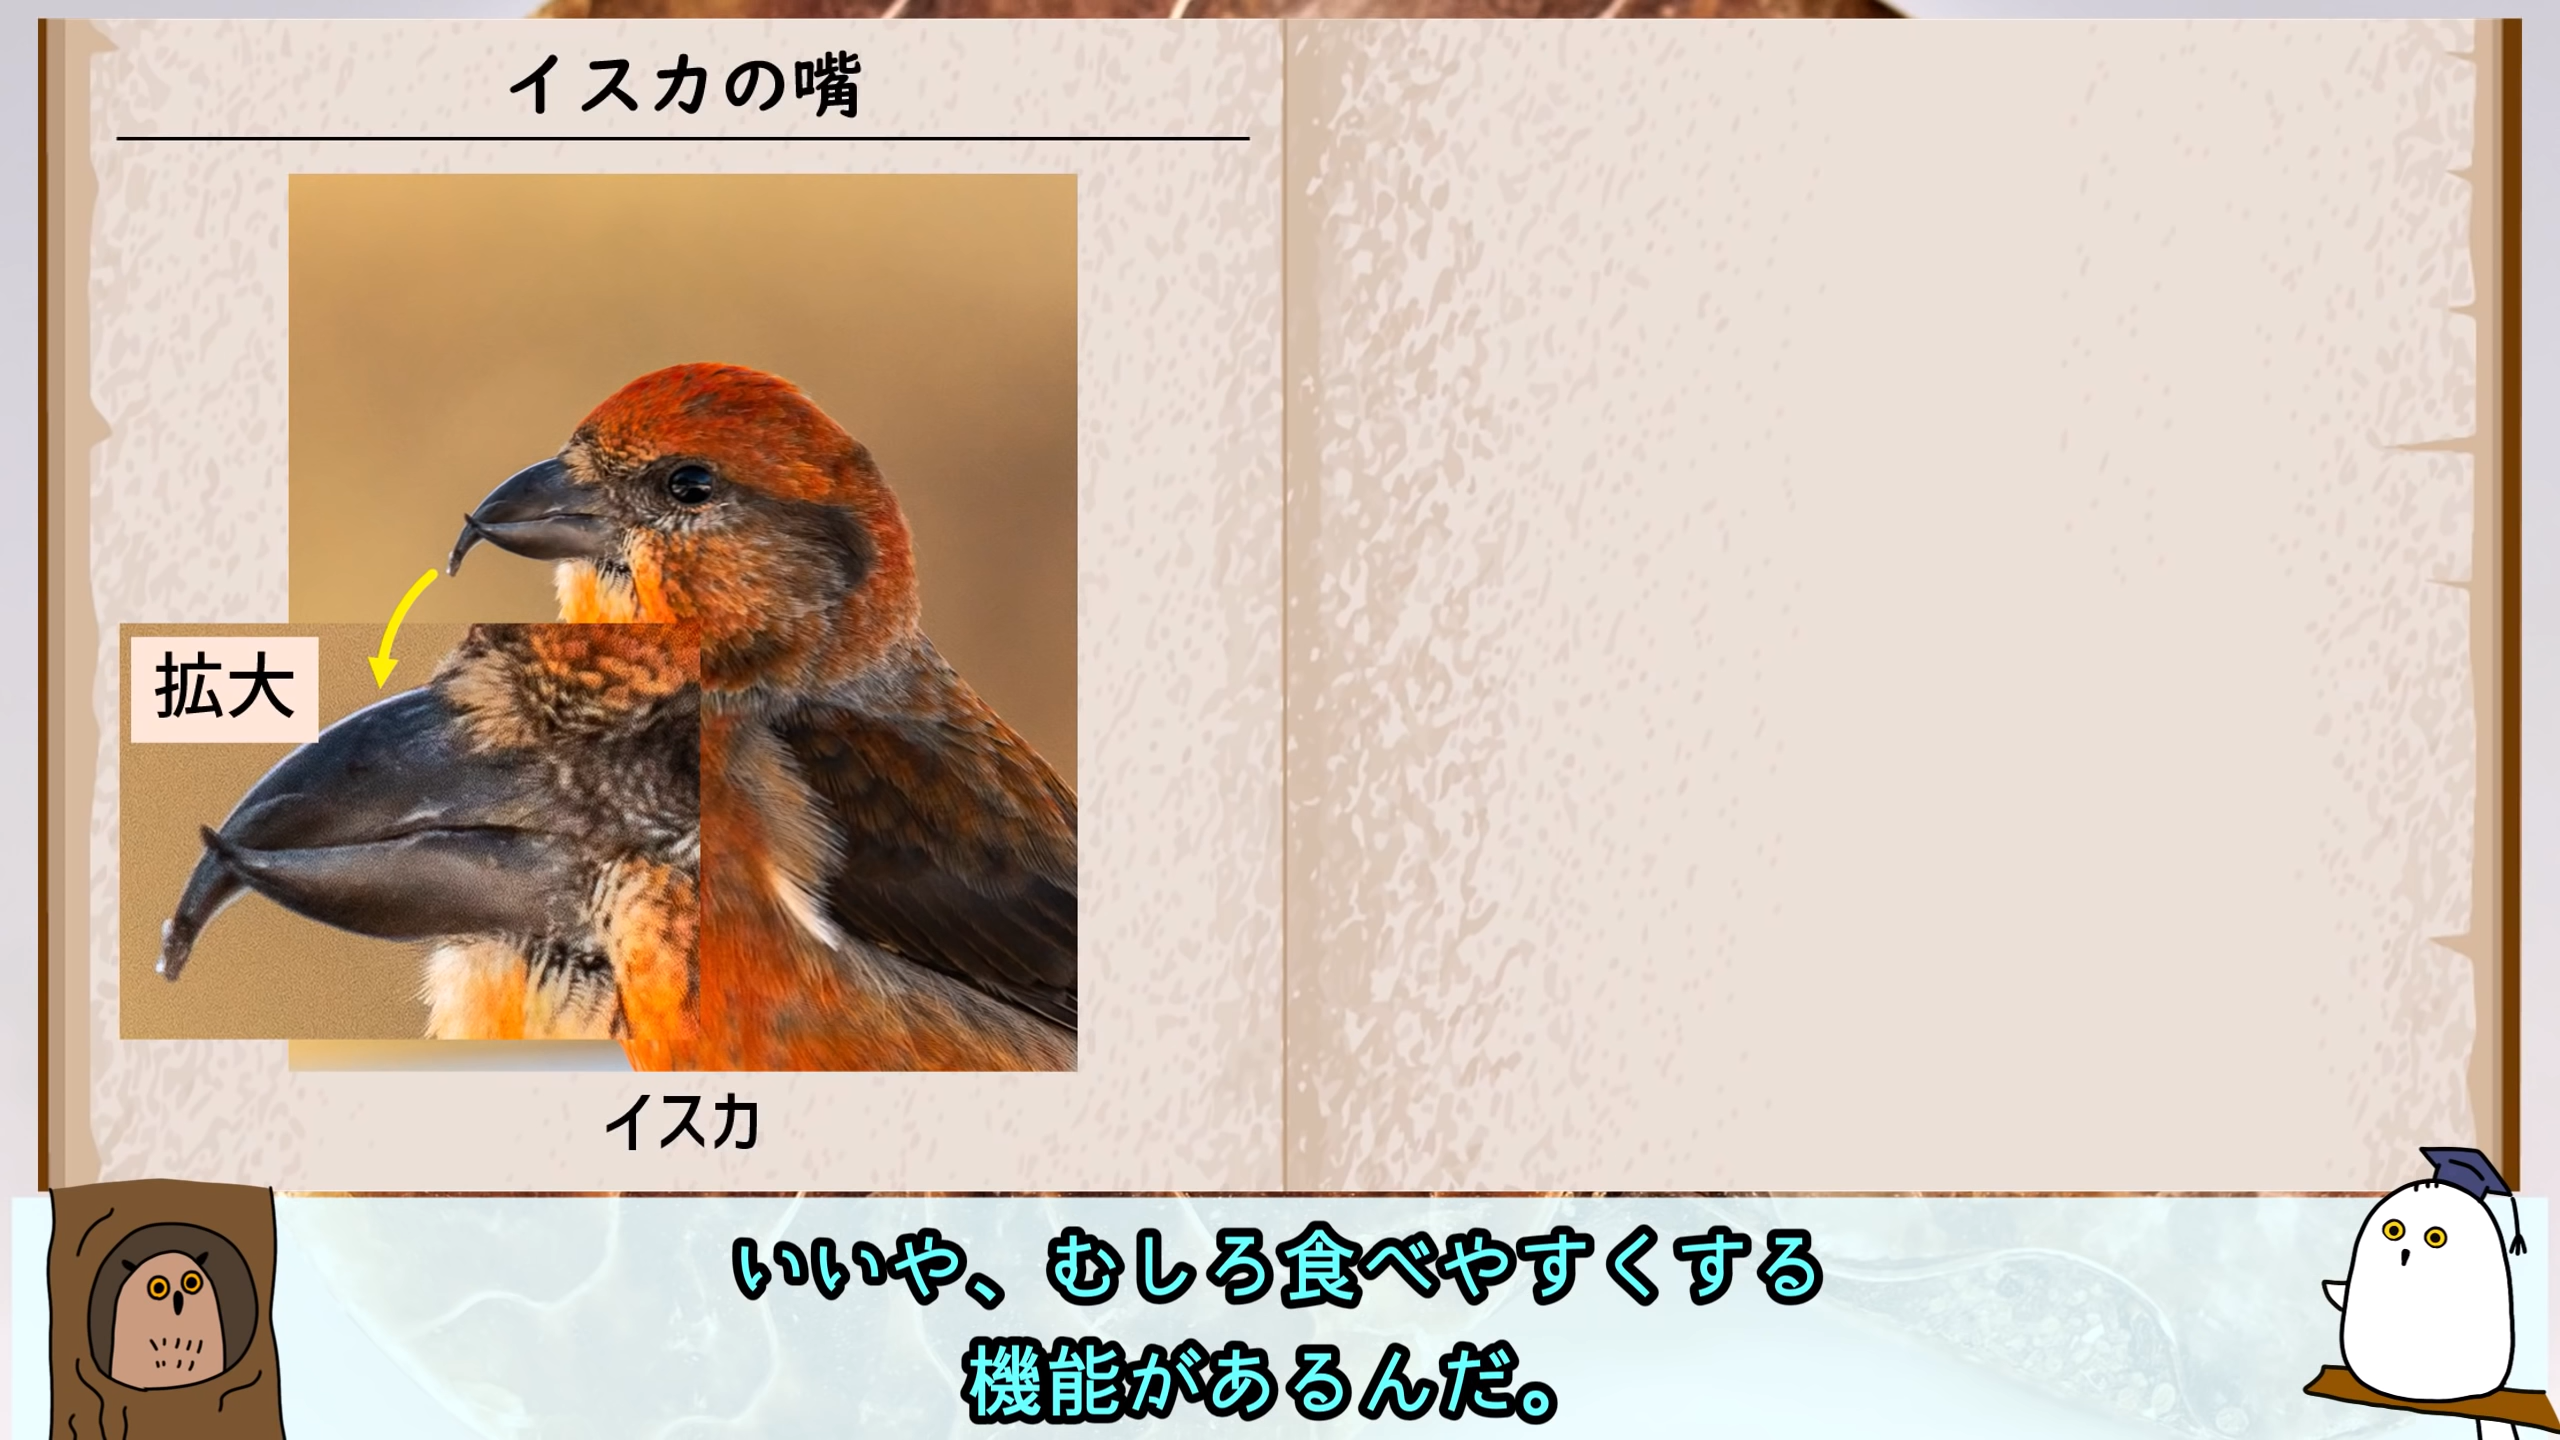 イスカの嘴
拡大
イスカ
いいや、むしろ食べやすくする
機能があるんだ。